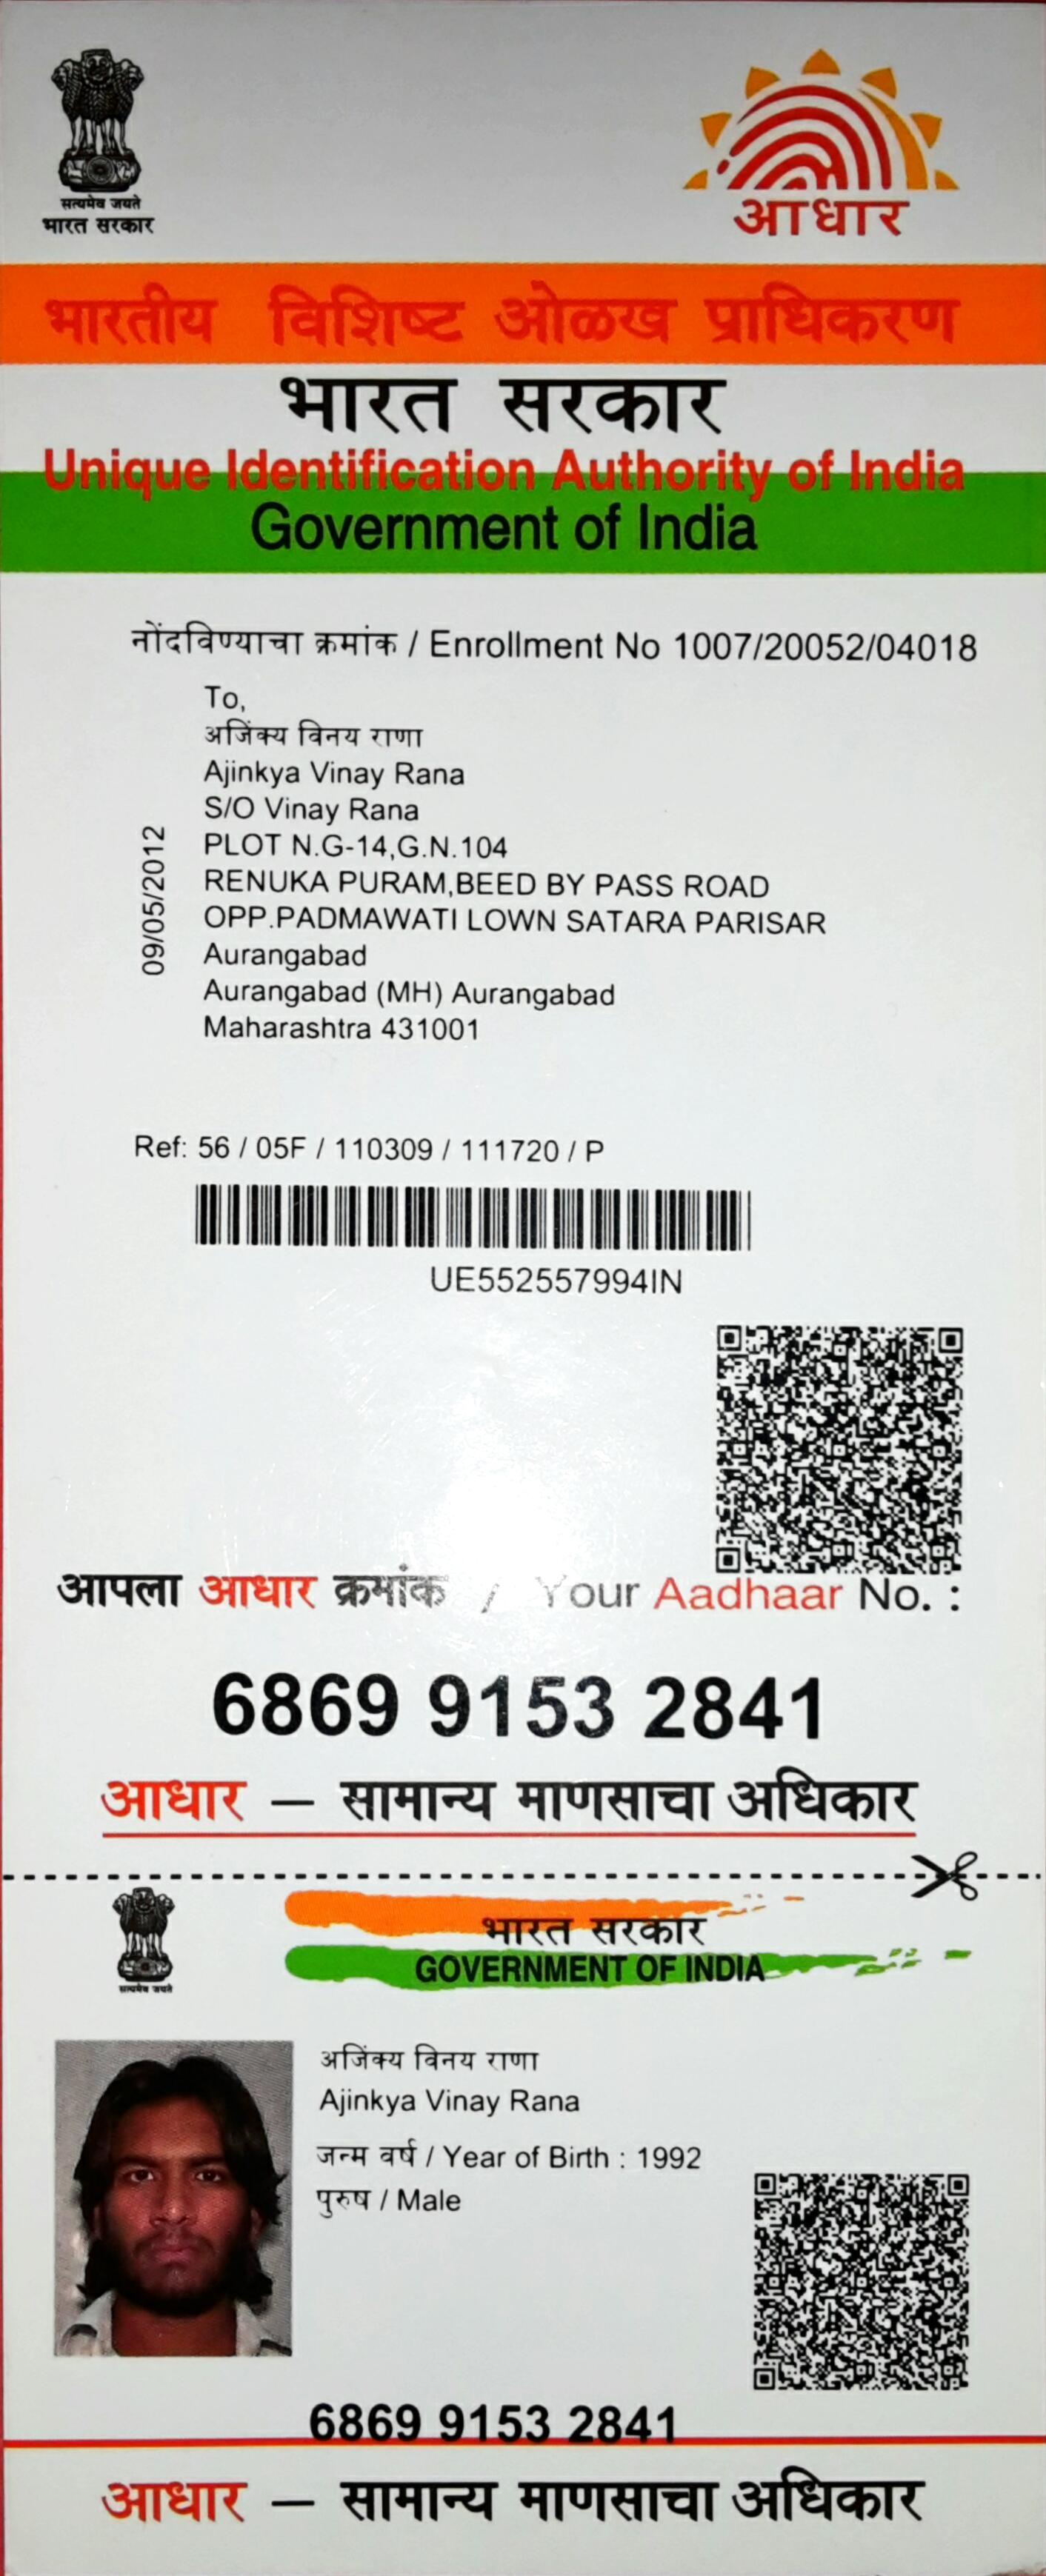 सत्यमेव जयते
भारत सरकार
आधार
भारतीय विशिष्ट ओळख प्राधिकरण
भारत सरकार
Unique Identification Authority of India
Government of India
नोंदविण्याचा क्रमांक / Enrollment No 1007/20052/04018
To,
अजिंक्य विनय राणा
Ajinkya Vinay Rana
S/O Vinay Rana
PLOT N.G-14,G.N.104
RENUKA PURAM,BEED BY PASS ROAD
OPP.PADMAWATI LOWN SATARA PARISAR
Aurangabad
Aurangabad (MH) Aurangabad
Maharashtra 431001
09/05/2012
Ref: 56 / 05F / 110309 / 111720 / P
UE552557994IN
आपला आधार क्रमांक / Your Aadhaar No. :
6869 9153 2841
आधार – सामान्य माणसाचा अधिकार
सत्यमेव जयते
भारत सरकार
GOVERNMENT OF INDIA
अजिंक्य विनय राणा
Ajinkya Vinay Rana
जन्म वर्ष / Year of Birth : 1992
पुरुष / Male
6869 9153 2841
आधार – सामान्य माणसाचा अधिकार